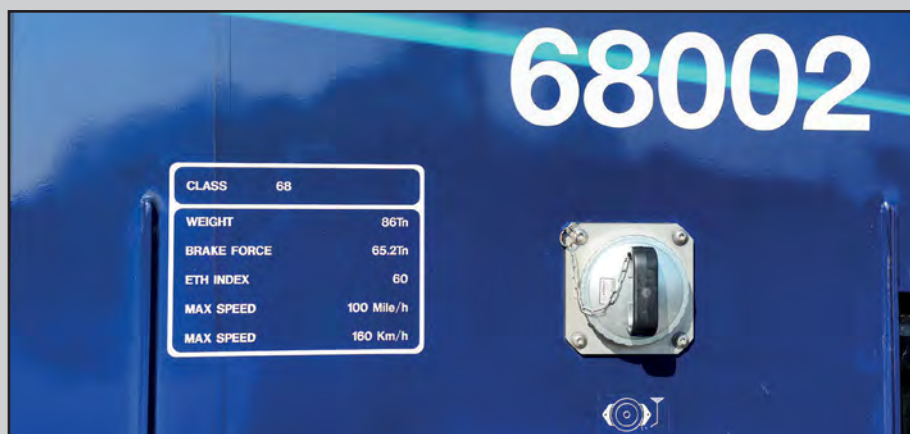 68002
CLASS 68
WEIGHT 86Tn
BRAKE FORCE 65.2Tn
ETH INDEX 60
MAX SPEED 100 Mile/h
MAX SPEED 160 Km/h